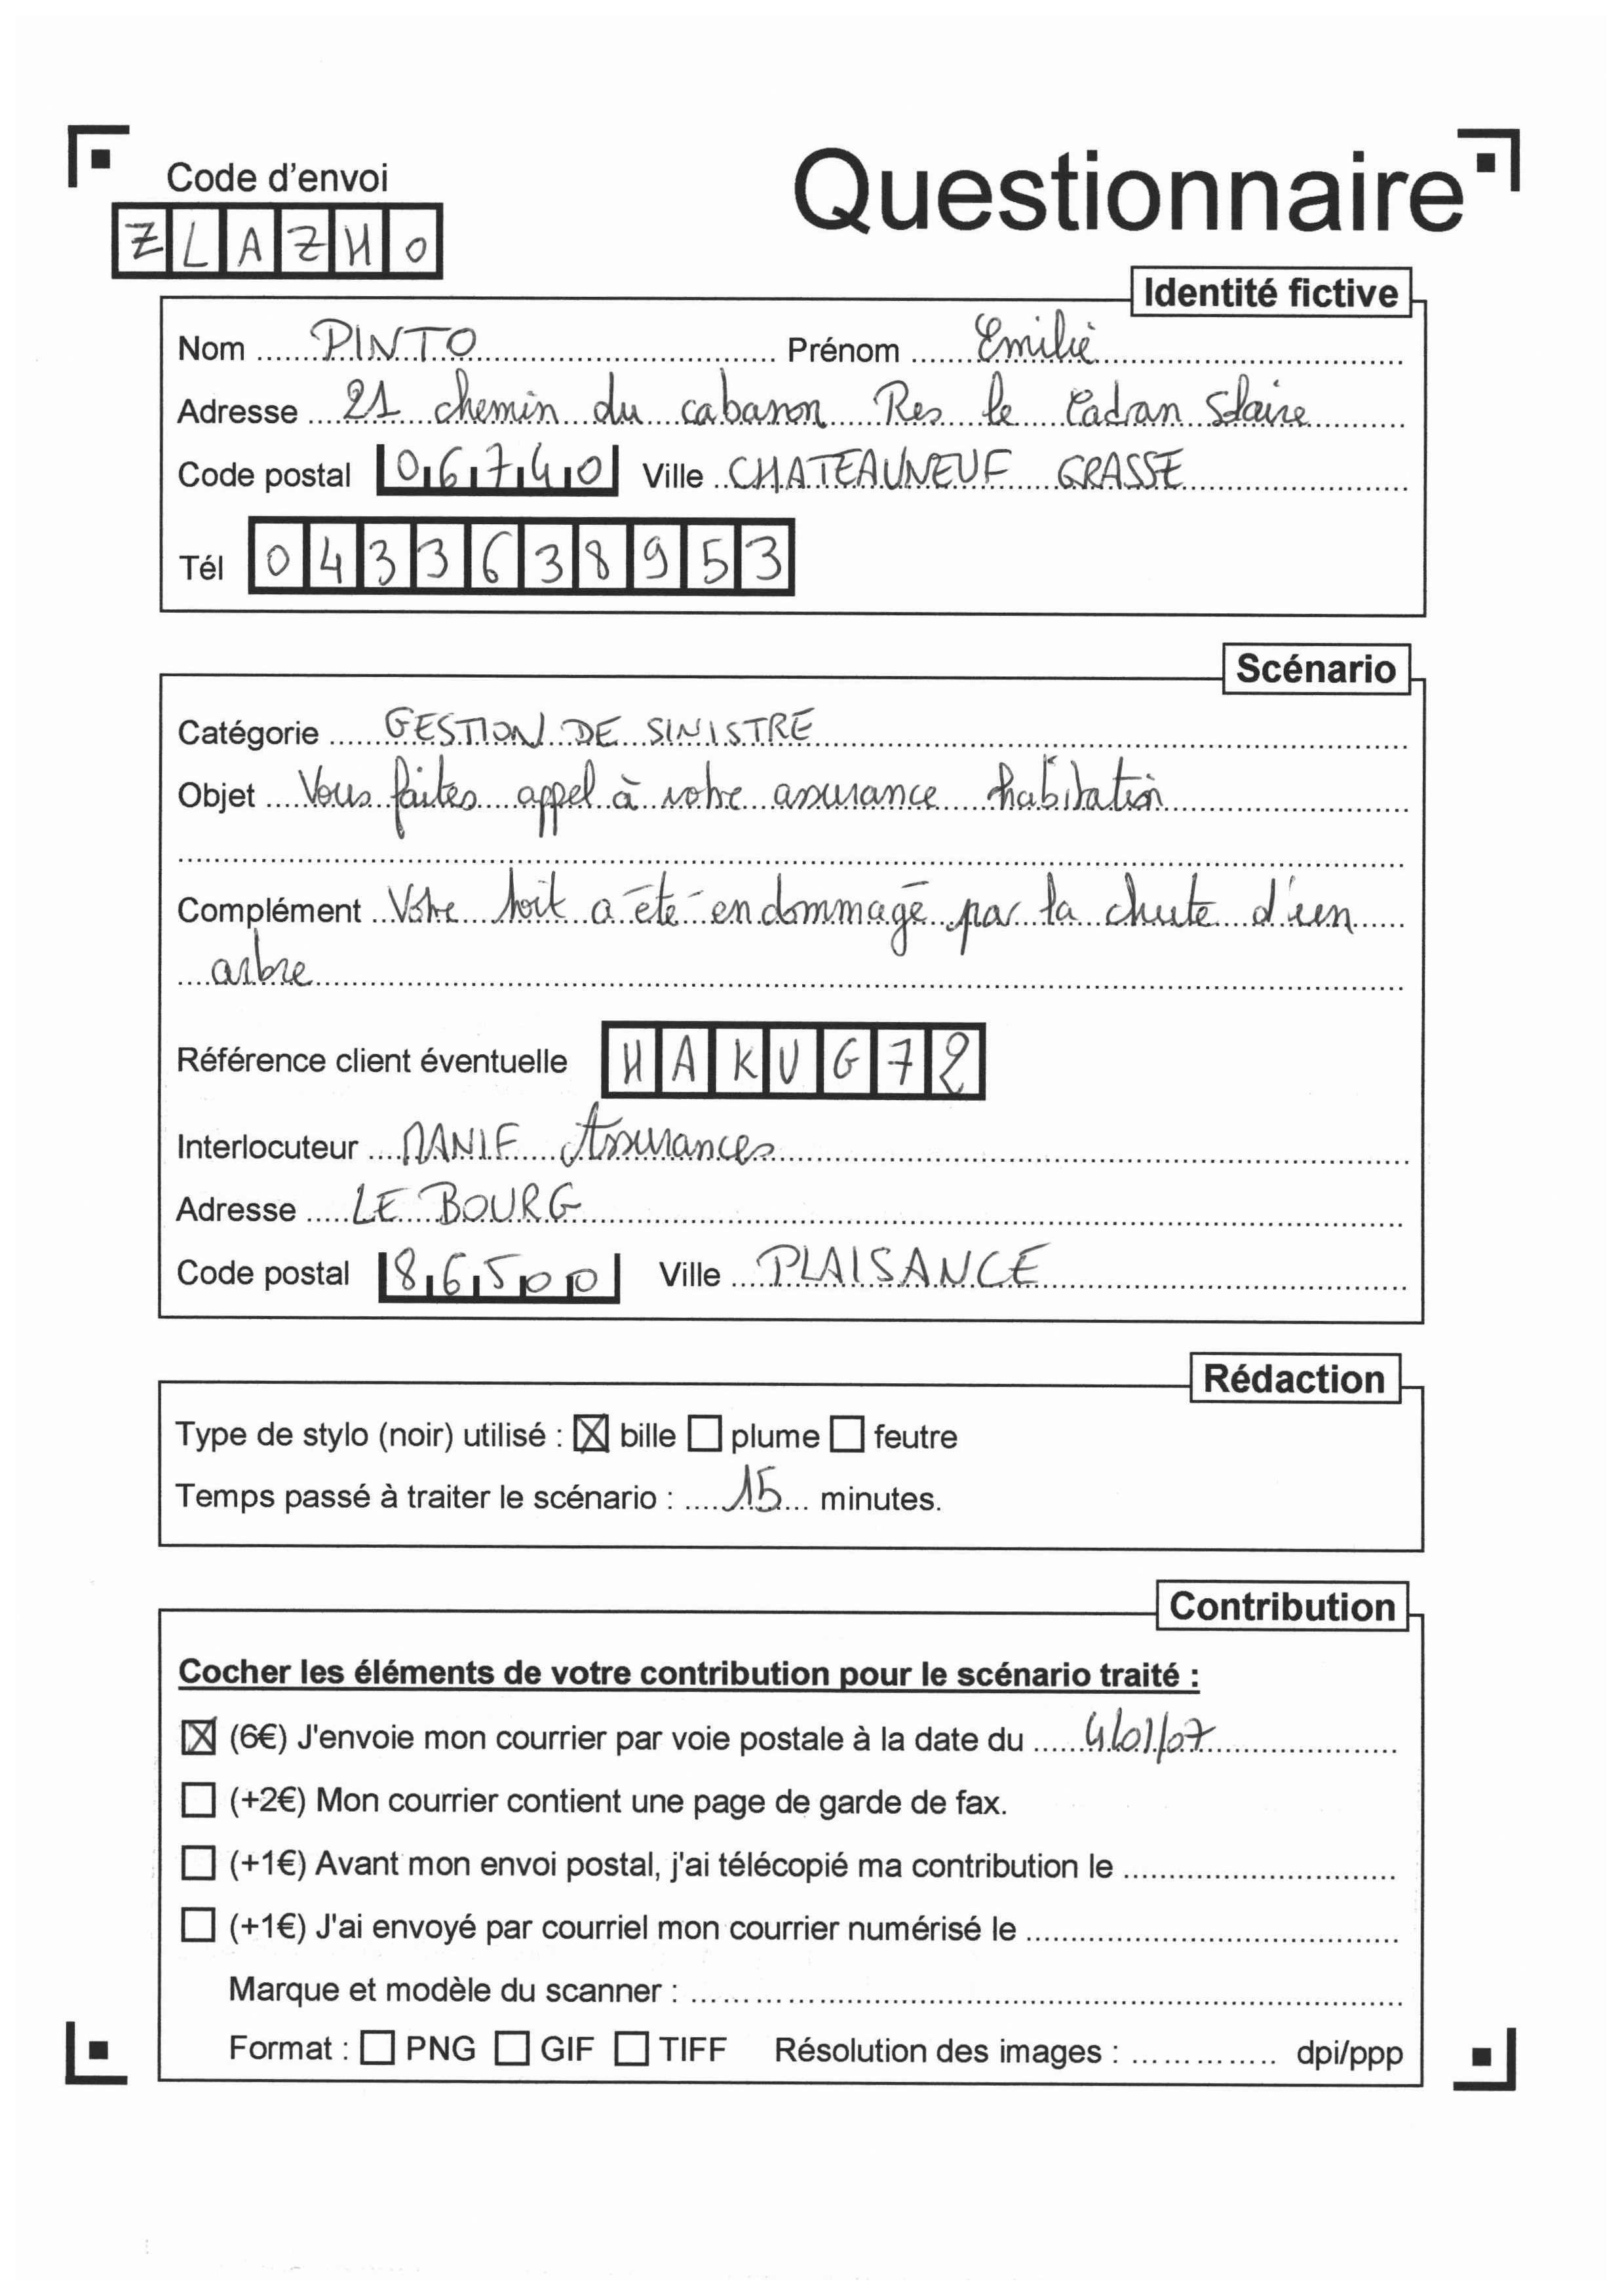 Code d'envoi
Questionnaire
ZLAZHO
Identité fictive
Nom PINTO Prénom Emilie
Adresse 21 chemin du cabanon Res le Cadran Solaire
Code postal 06740 Ville CHATEAUNEUF GRASSE
Tél 0433638953
Scénario
Catégorie GESTION DE SINISTRE
Objet Vous faites appel à votre assurance habitation
Complément Votre toit a été endommagé par la chute d'un
arbre
Référence client éventuelle HAKUG72
Interlocuteur MANIF Assurances
Adresse LE BOURG
Code postal 86500 Ville PLAISANCE
Rédaction
Type de stylo (noir) utilisé : ☒ bille ☐ plume ☐ feutre
Temps passé à traiter le scénario : 15 minutes.
Contribution
Cocher les éléments de votre contribution pour le scénario traité :
☒ (6€) J'envoie mon courrier par voie postale à la date du 4/01/07
☐ (+2€) Mon courrier contient une page de garde de fax.
☐ (+1€) Avant mon envoi postal, j'ai télécopié ma contribution le
☐ (+1€) J'ai envoyé par courriel mon courrier numérisé le
Marque et modèle du scanner :
Format : ☐ PNG ☐ GIF ☐ TIFF Résolution des images : dpi/ppp